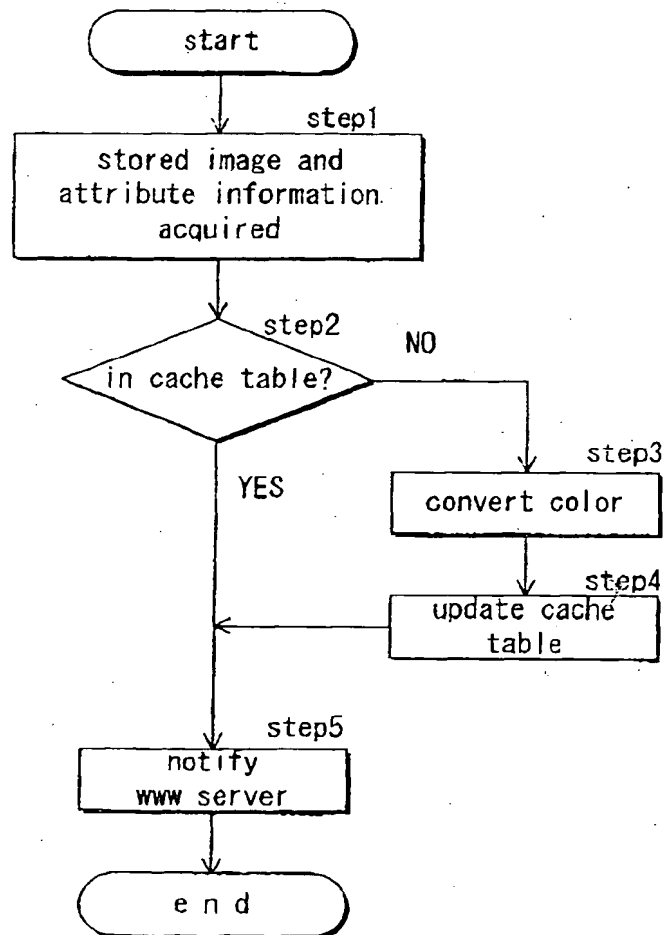 start
step1
stored image and
attribute information
acquired
step2
NO
in cache table?
step3
YES
convert color
step4
update cache
table
step5
notify
www server
end